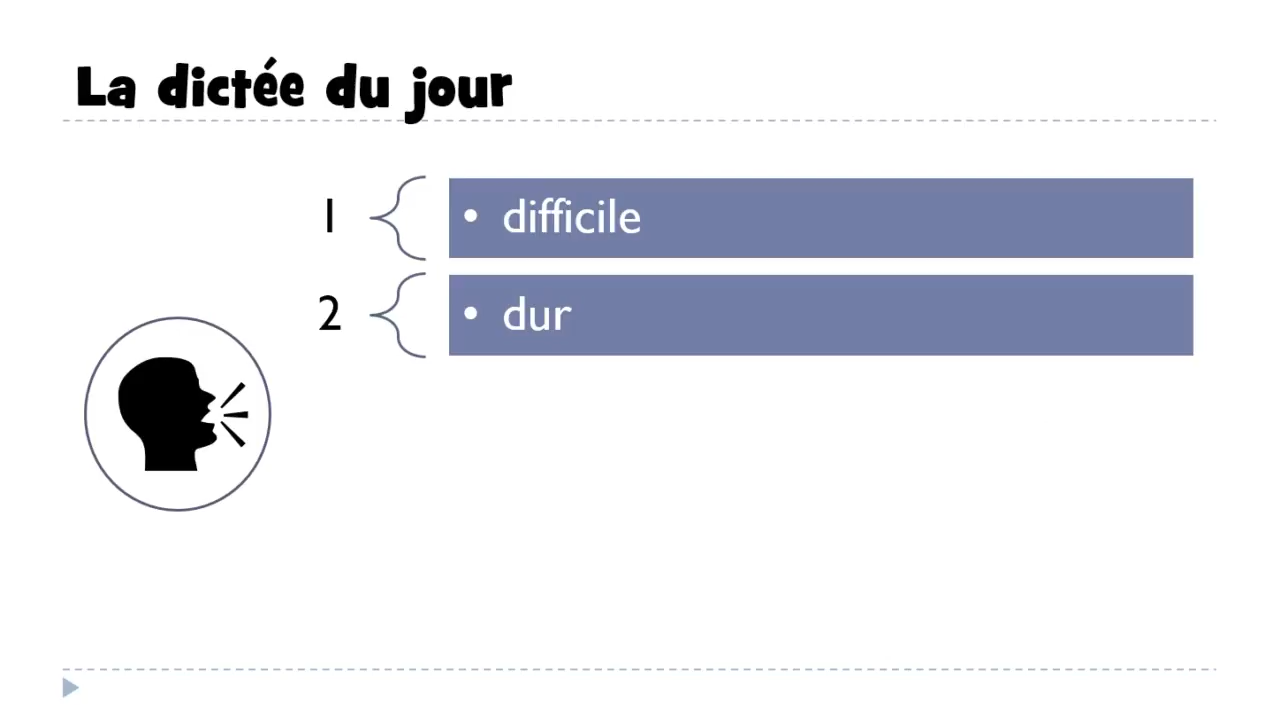 La dictée du jour
1
• difficile
2
• dur